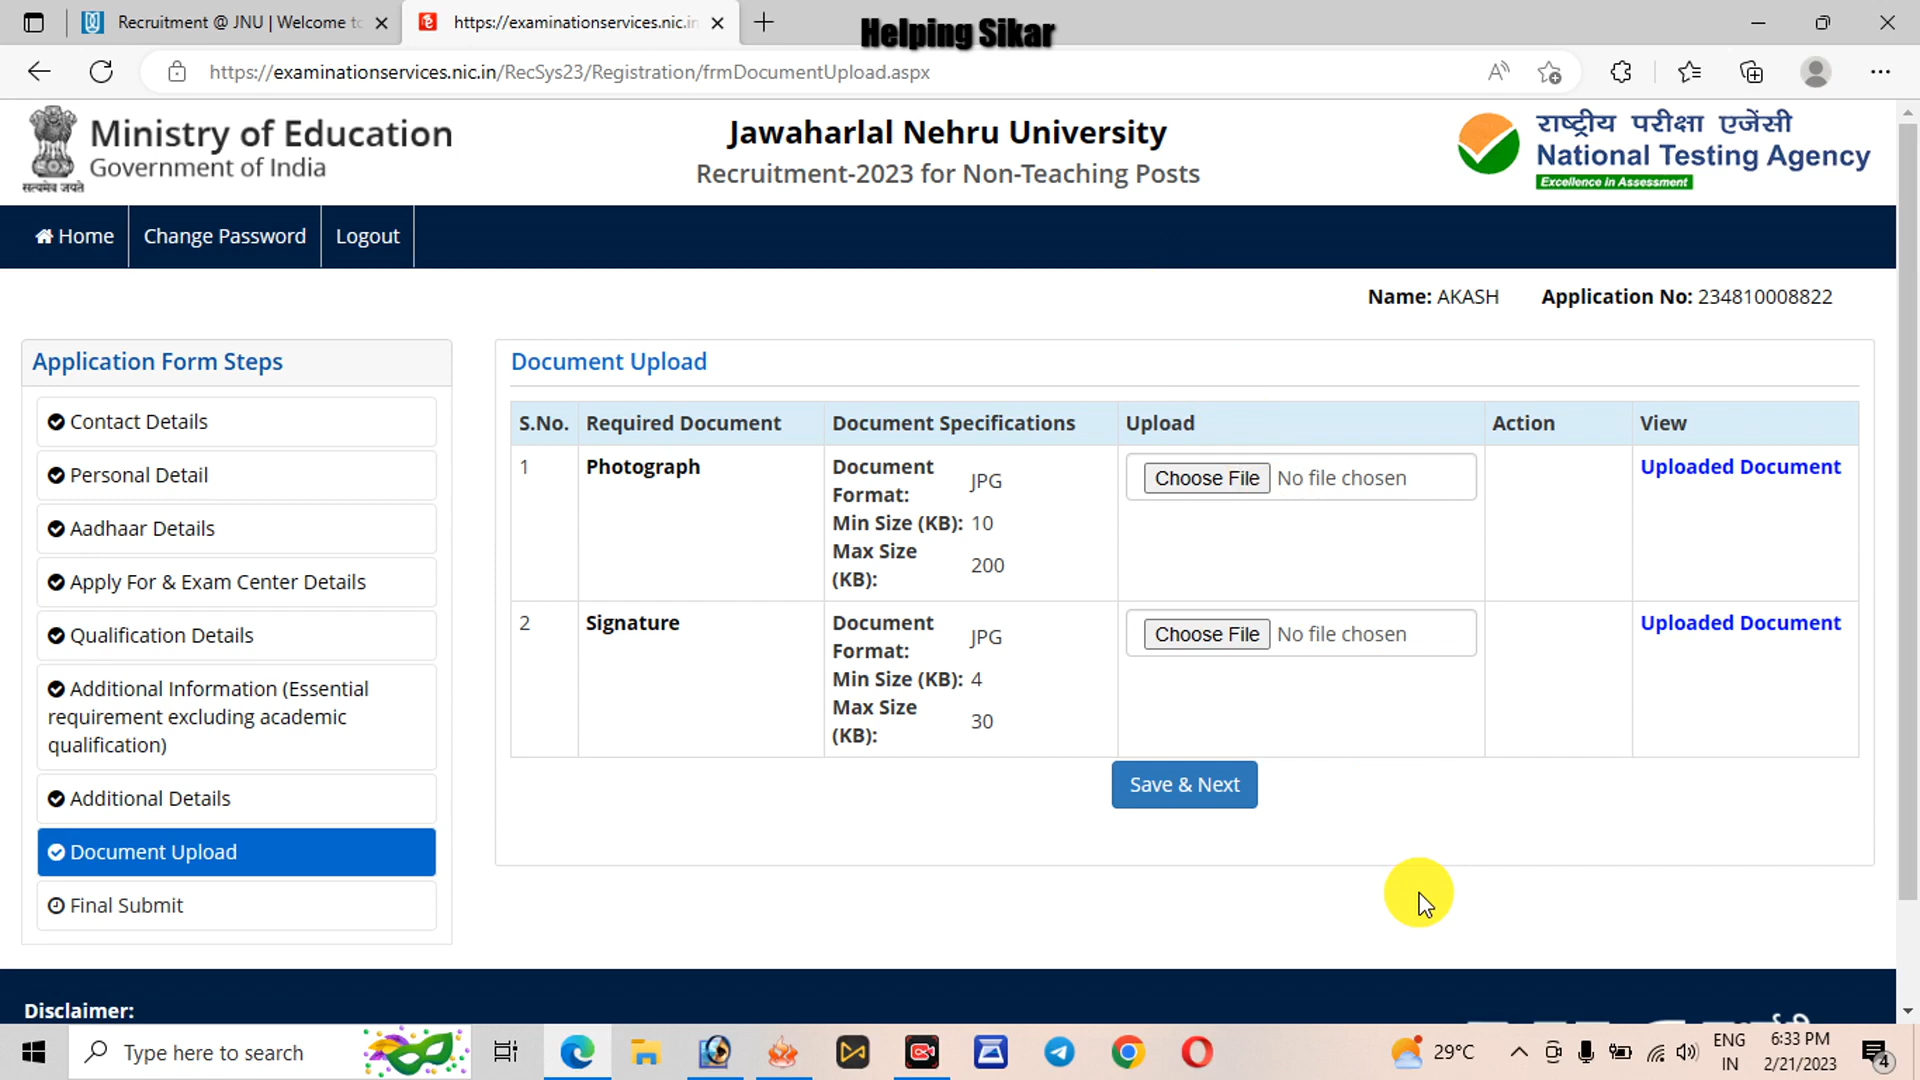 Recruitment @ JNU | Welcome to
https://examinationservices.nic.in
Helping Sikar
https://examinationservices.nic.in/RecSys23/Registration/frmDocumentUpload.aspx
सत्यमेव जयते
Ministry of Education
Government of India
Jawaharlal Nehru University
Recruitment-2023 for Non-Teaching Posts
राष्ट्रीय परीक्षा एजेंसी
National Testing Agency
Excellence in Assessment
Home
Change Password
Logout
Name: AKASH
Application No: 234810008822
Application Form Steps
Contact Details
Personal Detail
Aadhaar Details
Apply For & Exam Center Details
Qualification Details
Additional Information (Essential
requirement excluding academic
qualification)
Additional Details
Document Upload
Final Submit
Document Upload
S.No. Required Document Document Specifications Upload Action View
1 Photograph
Document
Format: JPG
Min Size (KB): 10
Max Size
(KB): 200
Choose File No file chosen
Uploaded Document
2 Signature
Document
Format: JPG
Min Size (KB): 4
Max Size
(KB): 30
Choose File No file chosen
Uploaded Document
Save & Next
Disclaimer:
Type here to search
29°C
ENG
IN
6:33 PM
2/21/2023
4